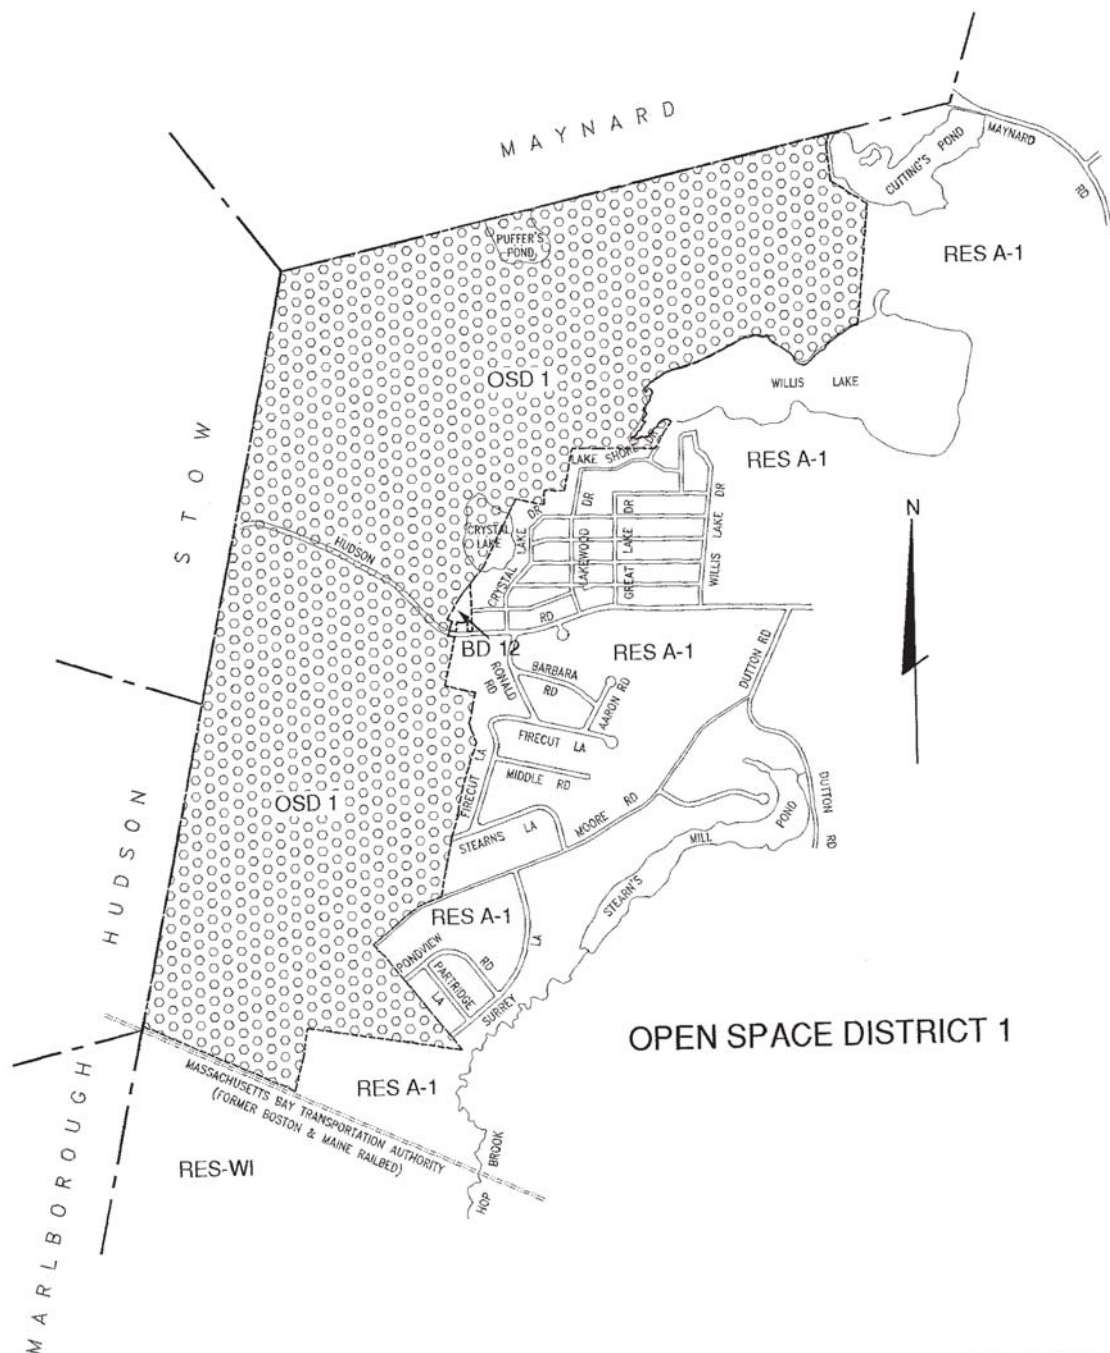 MAYNARD
CUTTING'S POND
MAYNARD
RD
PUFFER'S
POND
RES A-1
STOW
OSD 1
WILLIS LAKE
RES A-1
LAKE SHORE DR
N
CRYSTAL
LAKE
CRYSTAL LAKE DR
LAKEWOOD DR
GREAT LAKE DR
WILLIS LAKE DR
HUDSON
RD
BD 12
RES A-1
DUTTON RD
RONALD
RD
BARBARA
RD
AARON RD
FIRECUT LA
FIRECUT LA
MIDDLE RD
HUDSON
OSD 1
STEARNS LA
MOORE RD
DUTTON
RD
STEARN'S MILL POND
RES A-1
PONDVIEW
RD
PARTRIDGE
LA
SURREY LA
OPEN SPACE DISTRICT 1
MARLBOROUGH
MASSACHUSETTS BAY TRANSPORTATION AUTHORITY
(FORMER BOSTON & MAINE RAILBED)
RES A-1
RES-WI
HOP BROOK